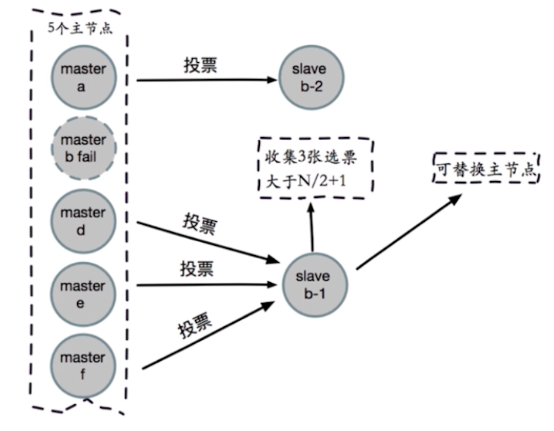 5个主节点
master
a
投票
slave
b-2
master
b fail
收集3张选票
大于N/2+1
可替换主节点
master
d
投票
master
e
投票
slave
b-1
投票
master
f